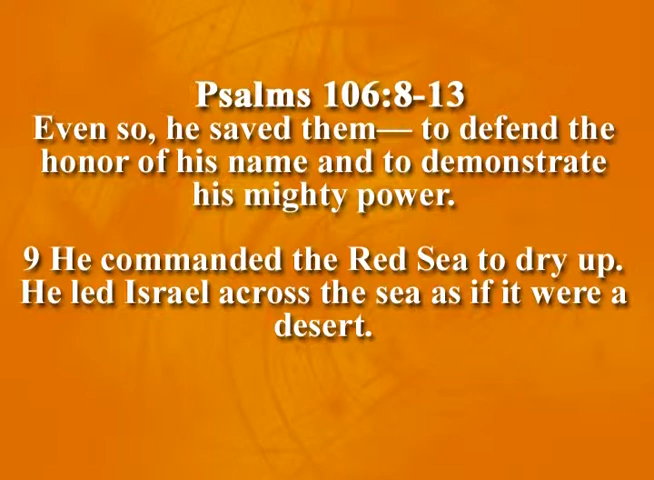 Psalms 106:8-13
Even so, he saved them— to defend the
honor of his name and to demonstrate
his mighty power.
9 He commanded the Red Sea to dry up.
He led Israel across the sea as if it were a
desert.